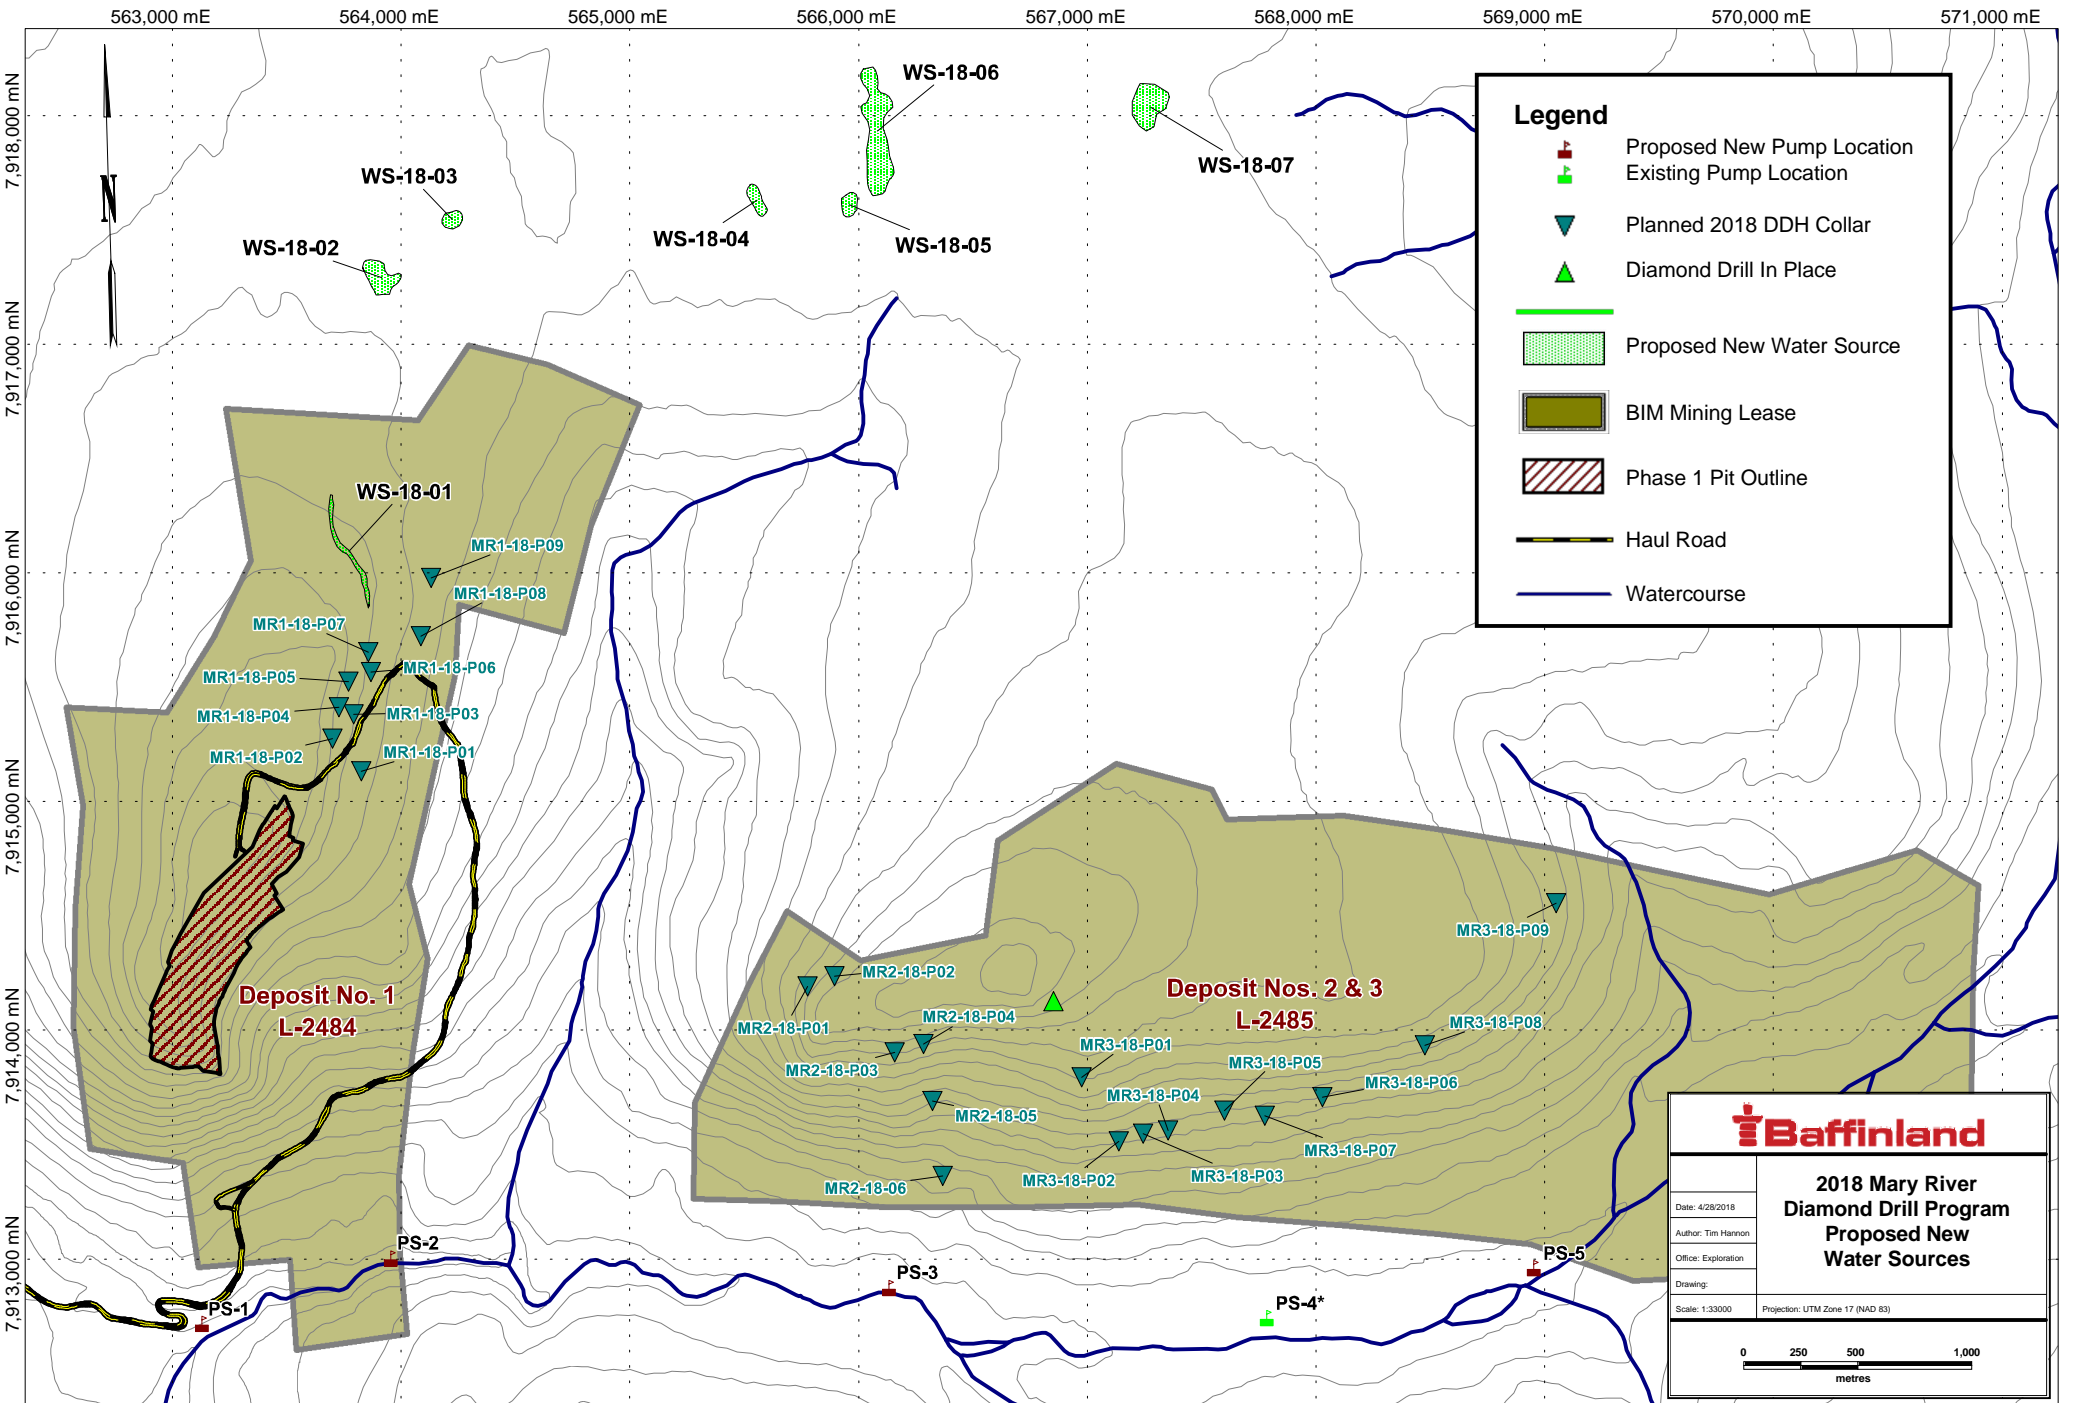 563,000 mE
564,000 mE
565,000 mE
566,000 mE
567,000 mE
568,000 mE
569,000 mE
570,000 mE
571,000 mE
7,918,000 mN
7,917,000 mN
7,916,000 mN
7,915,000 mN
7,914,000 mN
7,913,000 mN
N
WS-18-06
WS-18-07
WS-18-03
WS-18-02
WS-18-04
WS-18-05
WS-18-01
MR1-18-P09
MR1-18-P08
MR1-18-P07
MR1-18-P06
MR1-18-P05
MR1-18-P04
MR1-18-P03
MR1-18-P02
MR1-18-P01
Deposit No. 1
L-2484
MR3-18-P09
MR2-18-P02
MR2-18-P01
MR2-18-P04
MR2-18-P03
MR2-18-05
MR2-18-06
Deposit Nos. 2 & 3
L-2485
MR3-18-P08
MR3-18-P01
MR3-18-P05
MR3-18-P06
MR3-18-P04
MR3-18-P07
MR3-18-P02
MR3-18-P03
PS-1
PS-2
PS-3
PS-4*
PS-5
Legend
Proposed New Pump Location
Existing Pump Location
Planned 2018 DDH Collar
Diamond Drill In Place
Proposed New Water Source
BIM Mining Lease
Phase 1 Pit Outline
Haul Road
Watercourse
Baffinland
2018 Mary River
Diamond Drill Program
Proposed New
Water Sources
Date: 4/28/2018
Author: Tim Hannon
Office: Exploration
Drawing:
Scale: 1:33000
Projection: UTM Zone 17 (NAD 83)
0 250 500 1,000
metres